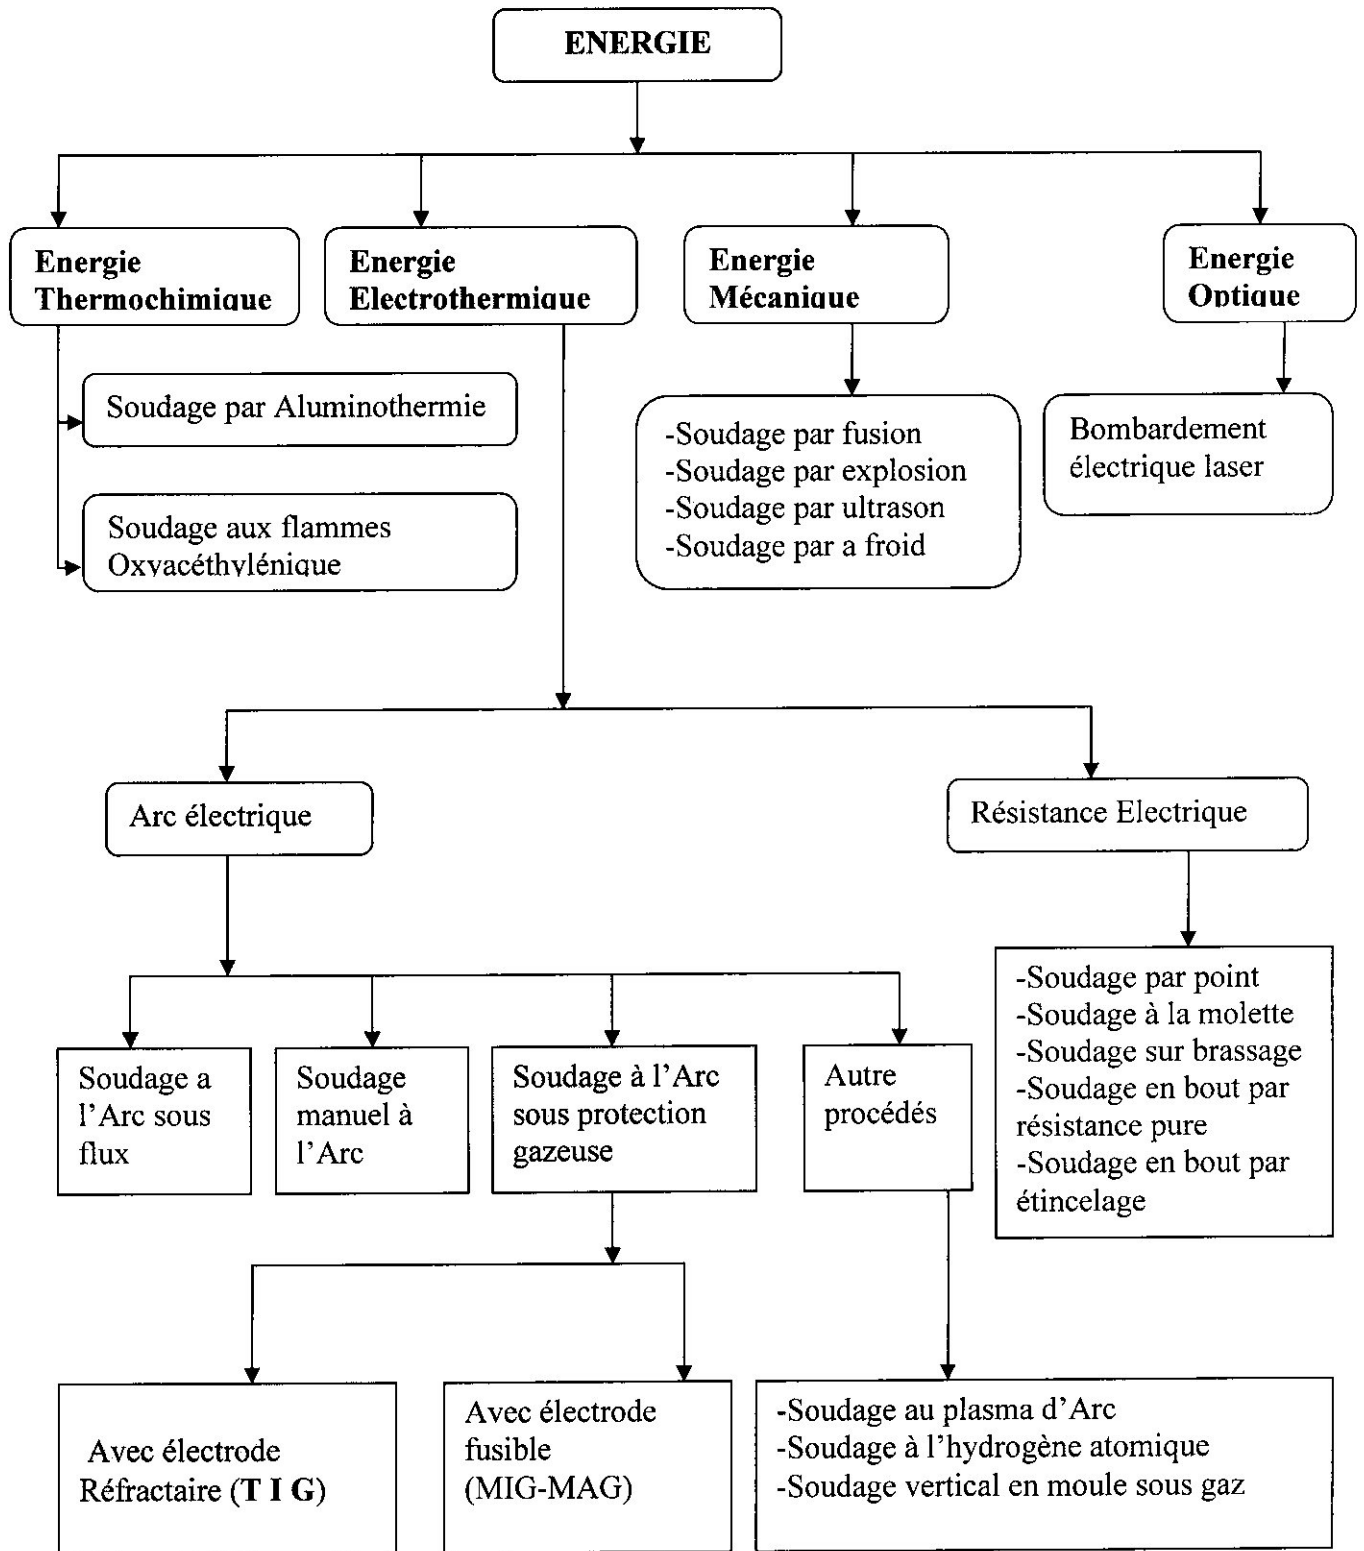 ENERGIE
Energie
Thermochimique
Energie
Electrothermique
Energie
Mécanique
Energie
Optique
Soudage par Aluminothermie
Soudage aux flammes
Oxyacéthylénique
-Soudage par fusion
-Soudage par explosion
-Soudage par ultrason
-Soudage par a froid
Bombardement
électrique laser
Arc électrique
Résistance Electrique
Soudage a
l’Arc sous
flux
Soudage
manuel à
l’Arc
Soudage à l’Arc
sous protection
gazeuse
Autre
procédés
-Soudage par point
-Soudage à la molette
-Soudage sur brassage
-Soudage en bout par
résistance pure
-Soudage en bout par
étincelage
Avec électrode
Réfractaire (T I G)
Avec électrode
fusible
(MIG-MAG)
-Soudage au plasma d’Arc
-Soudage à l’hydrogène atomique
-Soudage vertical en moule sous gaz